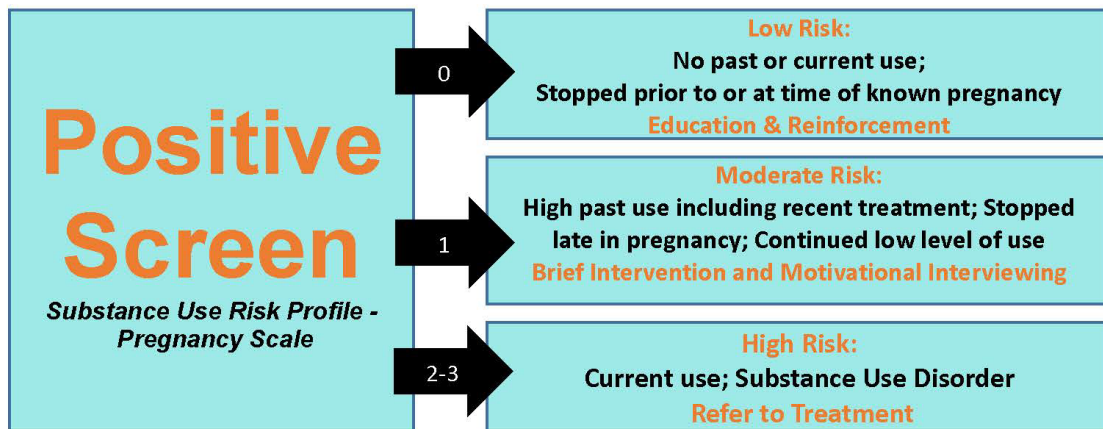 Positive
Screen
Substance Use Risk Profile -
Pregnancy Scale
0
Low Risk:
No past or current use;
Stopped prior to or at time of known pregnancy
Education & Reinforcement
1
Moderate Risk:
High past use including recent treatment; Stopped
late in pregnancy; Continued low level of use
Brief Intervention and Motivational Interviewing
2-3
High Risk:
Current use; Substance Use Disorder
Refer to Treatment